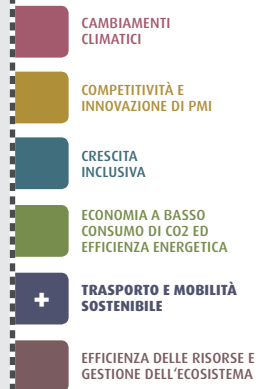 CAMBIAMENTI
CLIMATICI
COMPETITIVITÀ E
INNOVAZIONE DI PMI
CRESCITA
INCLUSIVA
ECONOMIA A BASSO
CONSUMO DI CO2 ED
EFFICIENZA ENERGETICA
+
TRASPORTO E MOBILITÀ
SOSTENIBILE
EFFICIENZA DELLE RISORSE E
GESTIONE DELL'ECOSISTEMA